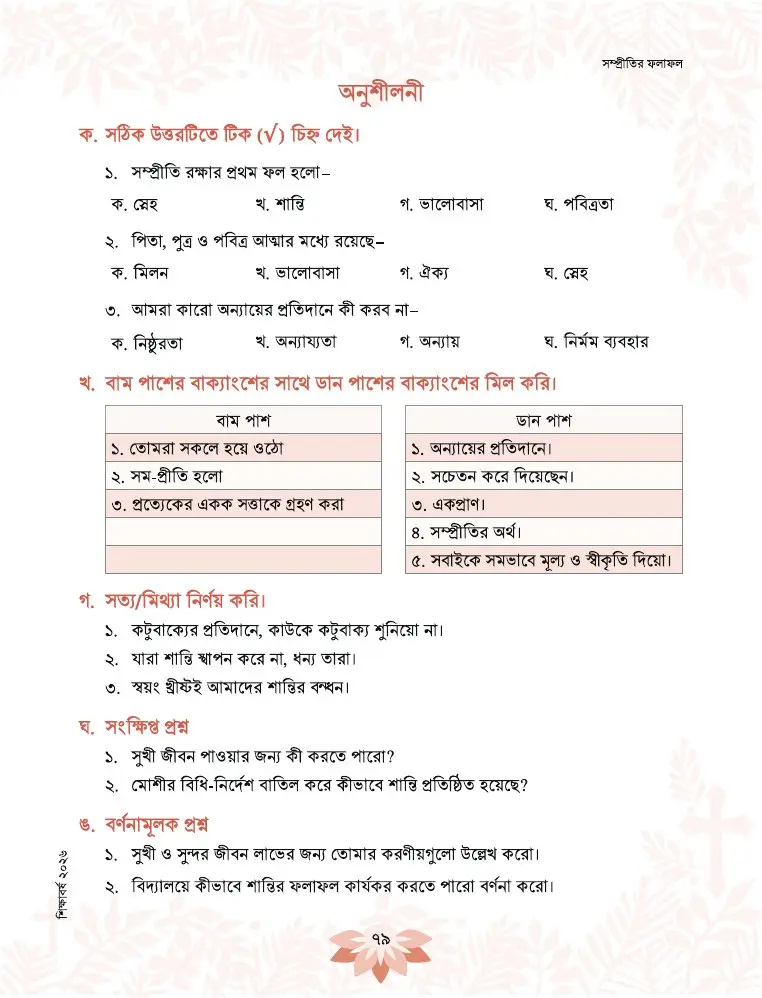 সম্প্রীতির ফলাফল
অনুশীলনী
ক. সঠিক উত্তরটিতে টিক (√) চিহ্ন দেই।
১. সম্প্রীতি রক্ষার প্রথম ফল হলো–
ক. স্নেহ খ. শান্তি গ. ভালোবাসা ঘ. পবিত্রতা
২. পিতা, পুত্র ও পবিত্র আত্মার মধ্যে রয়েছে–
ক. মিলন খ. ভালোবাসা গ. ঐক্য ঘ. স্নেহ
৩. আমরা কারো অন্যায়ের প্রতিদানে কী করব না–
ক. নিষ্ঠুরতা খ. অন্যায্যতা গ. অন্যায় ঘ. নির্মম ব্যবহার
খ. বাম পাশের বাক্যাংশের সাথে ডান পাশের বাক্যাংশের মিল করি।
বাম পাশ ডান পাশ
১. তোমরা সকলে হয়ে ওঠো ১. অন্যায়ের প্রতিদানে।
২. সম-প্রীতি হলো ২. সচেতন করে দিয়েছেন।
৩. প্রত্যেকের একক সত্তাকে গ্রহণ করা ৩. একপ্রাণ।
৪. সম্প্রীতির অর্থ।
৫. সবাইকে সমভাবে মূল্য ও স্বীকৃতি দিয়ো।
গ. সত্য/মিথ্যা নির্ণয় করি।
১. কটুবাক্যের প্রতিদানে, কাউকে কটুবাক্য শুনিয়ো না।
২. যারা শান্তি স্থাপন করে না, ধন্য তারা।
৩. স্বয়ং খ্রীষ্টই আমাদের শান্তির বন্ধন।
ঘ. সংক্ষিপ্ত প্রশ্ন
১. সুখী জীবন পাওয়ার জন্য কী করতে পারো?
২. মোশীর বিধি-নির্দেশ বাতিল করে কীভাবে শান্তি প্রতিষ্ঠিত হয়েছে?
ঙ. বর্ণনামূলক প্রশ্ন
১. সুখী ও সুন্দর জীবন লাভের জন্য তোমার করণীয়গুলো উল্লেখ করো।
২. বিদ্যালয়ে কীভাবে শান্তির ফলাফল কার্যকর করতে পারো বর্ণনা করো।
শিক্ষাবর্ষ ২০২৬
৭৯